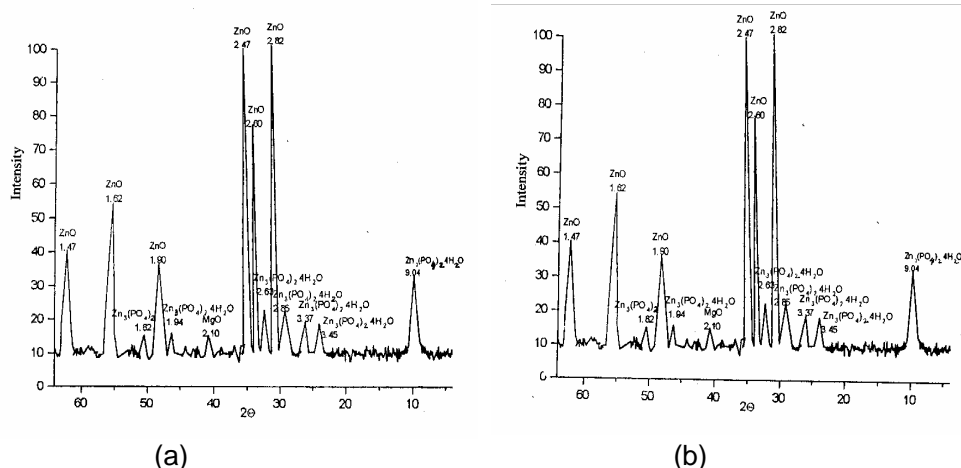 ZnO
2.47
ZnO
2.82
ZnO
2.60
ZnO
1.62
ZnO
1.47
ZnO
1.90
Zn3(PO4)2
1.82
Zn3(PO4)2 4H2O
1.94
MgO
2.10
Zn3(PO4)2 4H2O
2.63
Zn3(PO4)2 4H2O
2.85
Zn3(PO4)2 4H2O
3.37
Zn3(PO4)2 4H2O
3.45
4H2O
9.04
100
90
80
70
60
50
40
30
20
10
0
Intensity
60 50 40 30 20 10
2Θ
(a)
ZnO
2.47
ZnO
2.82
ZnO
2.60
ZnO
1.62
ZnO
1.47
ZnO
1.90
Zn3(PO4)2
1.82
Zn3(PO4)2 4H2O
1.94
MgO
2.10
Zn3(PO4)2 4H2O
2.63
Zn3(PO4)2 4H2O
2.85
Zn3(PO4)2 4H2O
3.37
Zn3(PO4)2 4H2O
3.45
4H2O
9.04
100
90
80
70
60
50
40
30
20
10
0
Intensity
60 50 40 30 20 10 0
2Θ
(b)